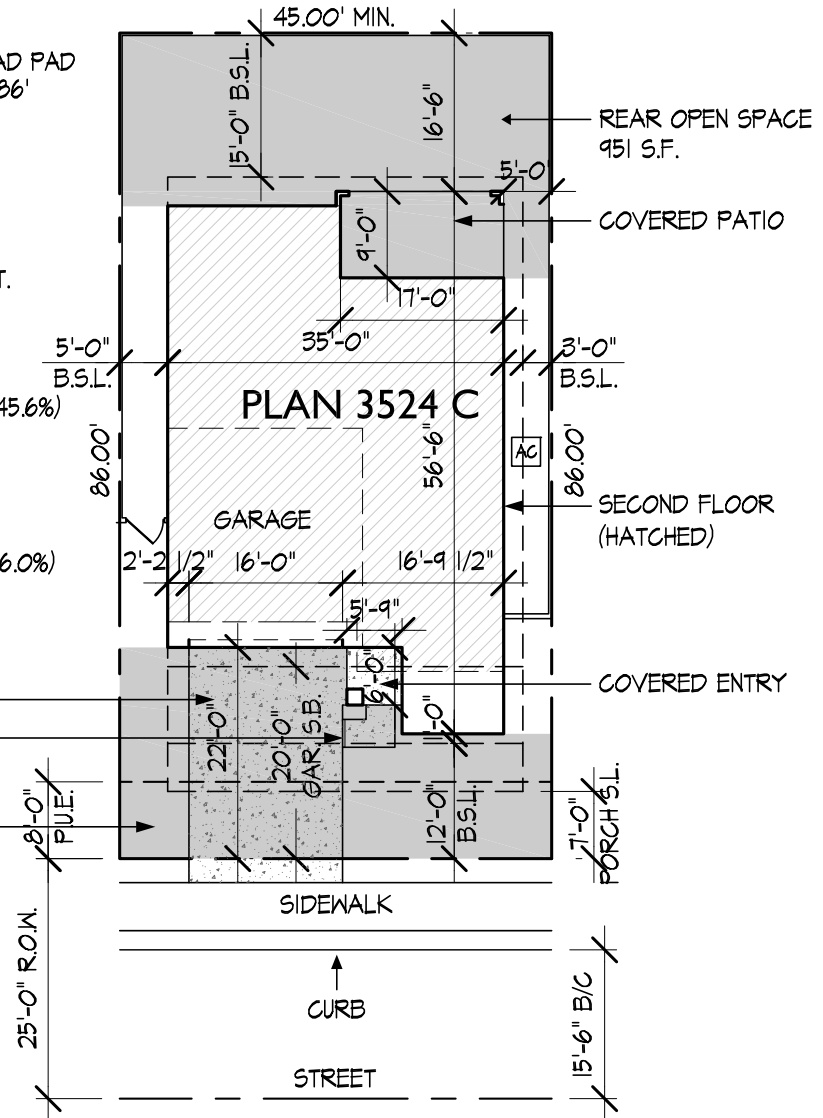 45.00' MIN.
AD PAD
36'
15'-0" B.S.L.
16'-6"
REAR OPEN SPACE
951 S.F.
5'-0"
COVERED PATIO
9'-0"
T.
17'-0"
35'-0"
5'-0"
B.S.L.
3'-0"
B.S.L.
45.6%)
PLAN 3524 C
86.00'
56'-6"
AC
86.00'
SECOND FLOOR
(HATCHED)
GARAGE
6.0%)
2'-2 1/2"
16'-0"
16'-9 1/2"
5'-9"
6'-0"
COVERED ENTRY
22'-0"
20'-0"
GAR. S.B.
12'-0"
B.S.L.
8'-0"
P.U.E.
7'-0"
PORCH S.L.
SIDEWALK
25'-0" R.O.W.
CURB
15'-6" B/C
STREET